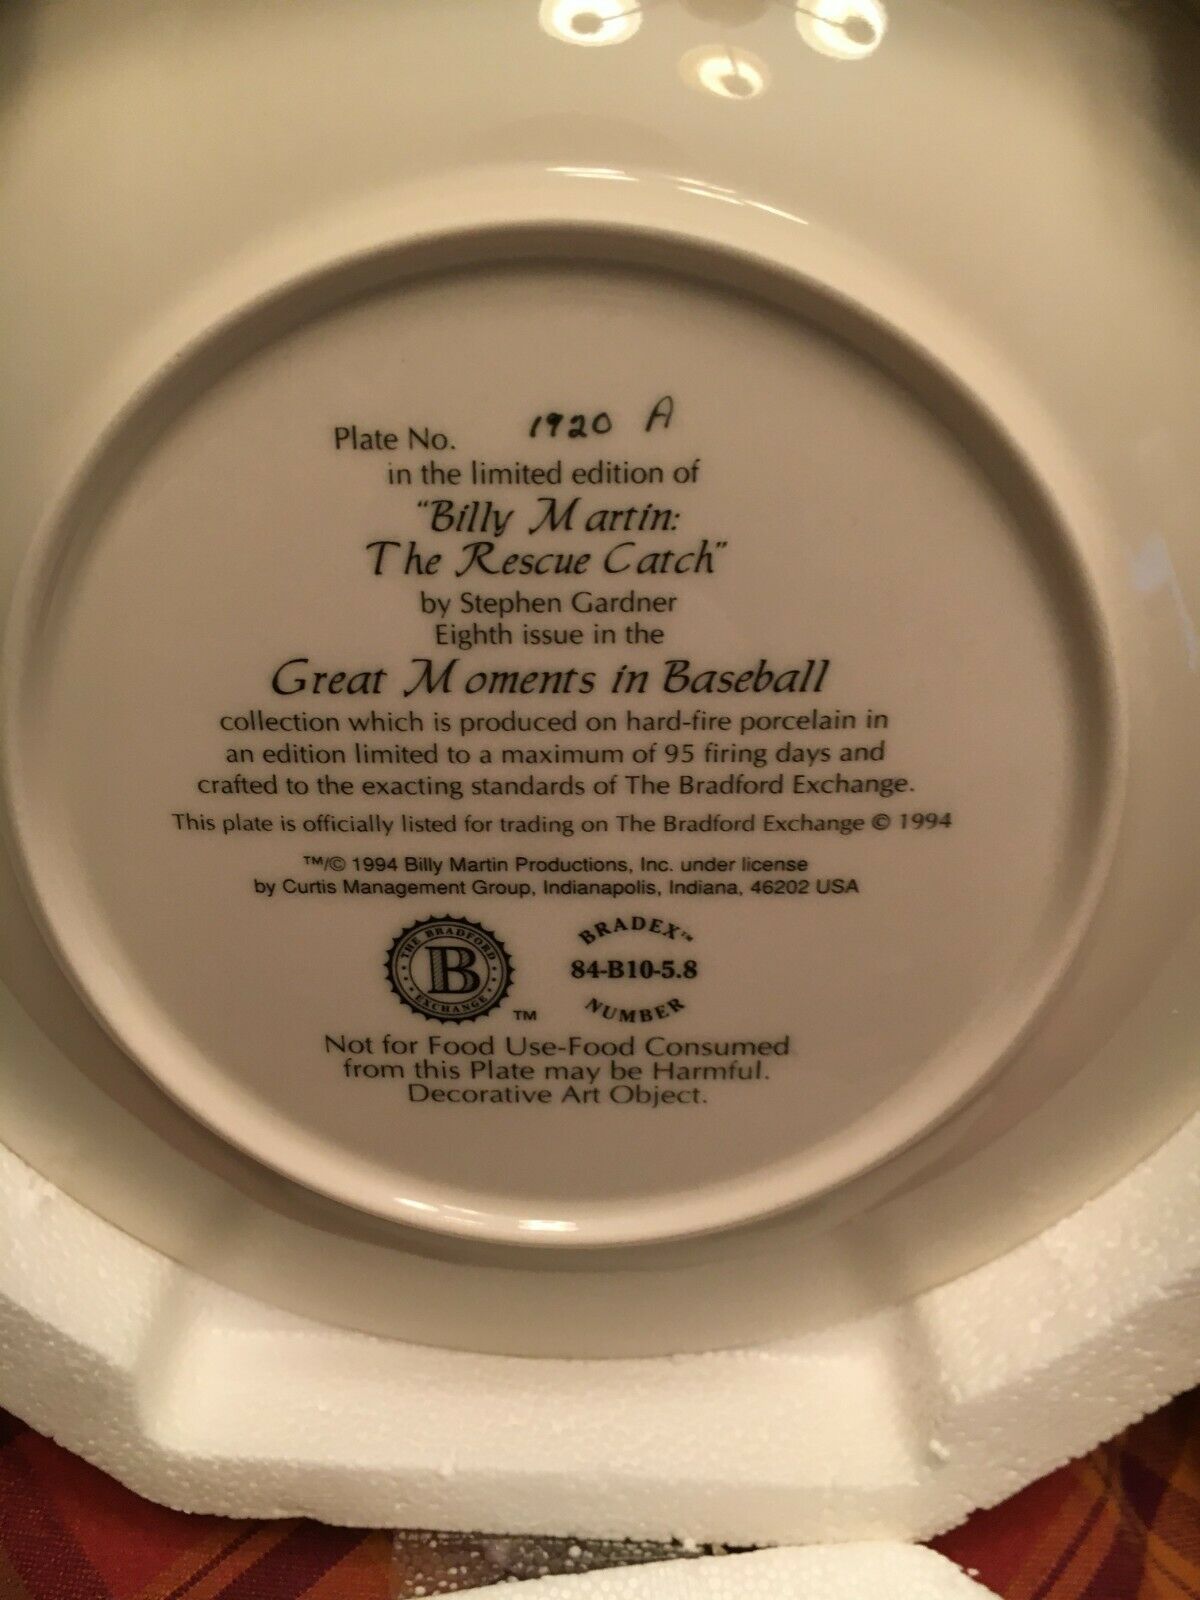 Plate No. 1920 A
in the limited edition of
"Billy Martin:
The Rescue Catch"
by Stephen Gardner
Eighth issue in the
Great Moments in Baseball
collection which is produced on hard-fire porcelain in
an edition limited to a maximum of 95 firing days and
crafted to the exacting standards of The Bradford Exchange.
This plate is officially listed for trading on The Bradford Exchange © 1994
™/© 1994 Billy Martin Productions, Inc. under license
by Curtis Management Group, Indianapolis, Indiana, 46202 USA
THE BRADFORD
B
EXCHANGE
™
BRADEX™
84-B10-5.8
NUMBER
Not for Food Use-Food Consumed
from this Plate may be Harmful.
Decorative Art Object.